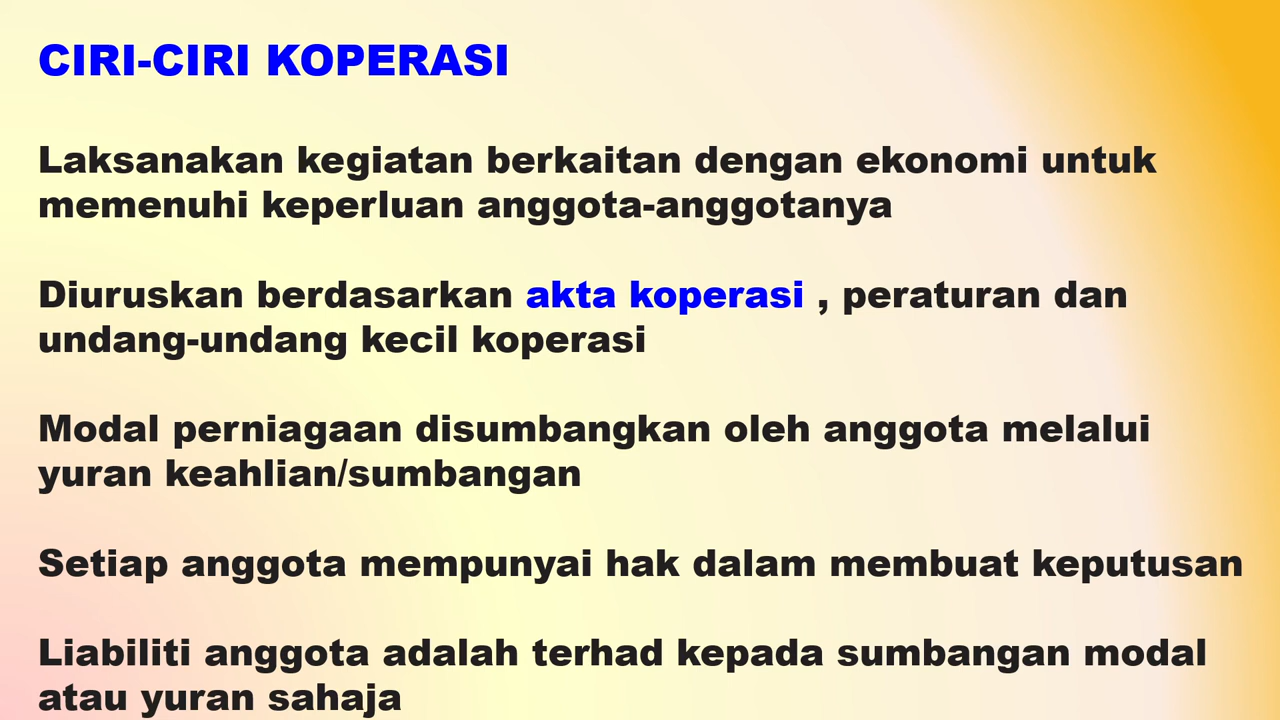 CIRI-CIRI KOPERASI
Laksanakan kegiatan berkaitan dengan ekonomi untuk
memenuhi keperluan anggota-anggotanya
Diuruskan berdasarkan akta koperasi , peraturan dan
undang-undang kecil koperasi
Modal perniagaan disumbangkan oleh anggota melalui
yuran keahlian/sumbangan
Setiap anggota mempunyai hak dalam membuat keputusan
Liabiliti anggota adalah terhad kepada sumbangan modal
atau yuran sahaja